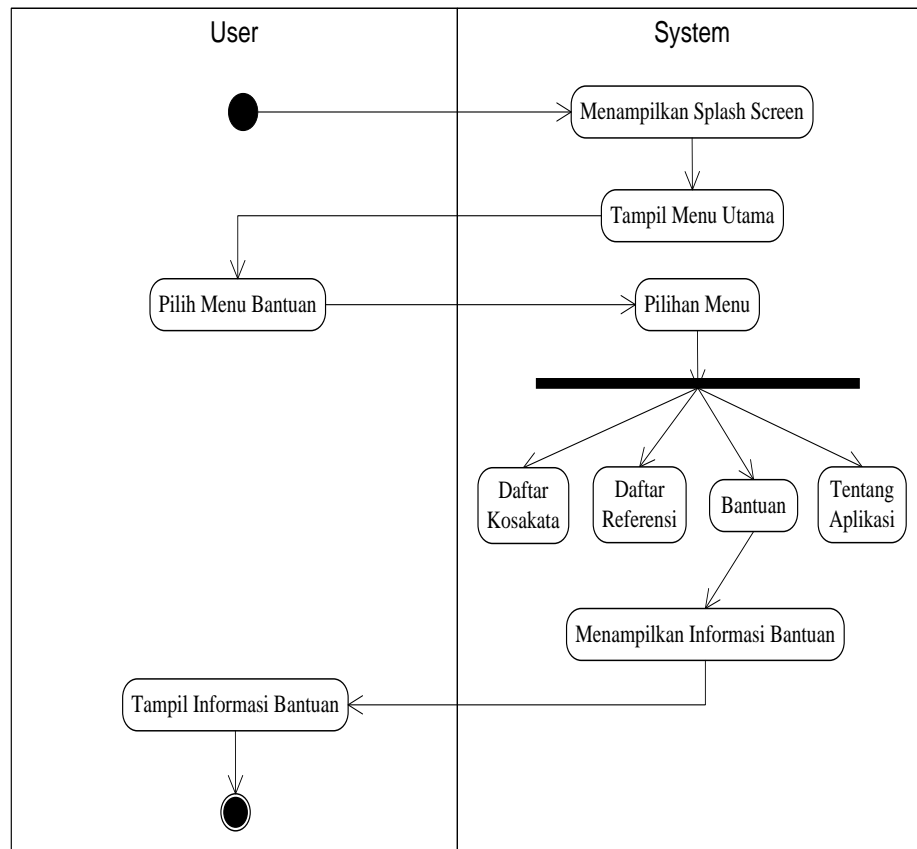 User
System
Menampilkan Splash Screen
Tampil Menu Utama
Pilih Menu Bantuan
Pilihan Menu
Daftar
Kosakata
Daftar
Referensi
Bantuan
Tentang
Aplikasi
Menampilkan Informasi Bantuan
Tampil Informasi Bantuan